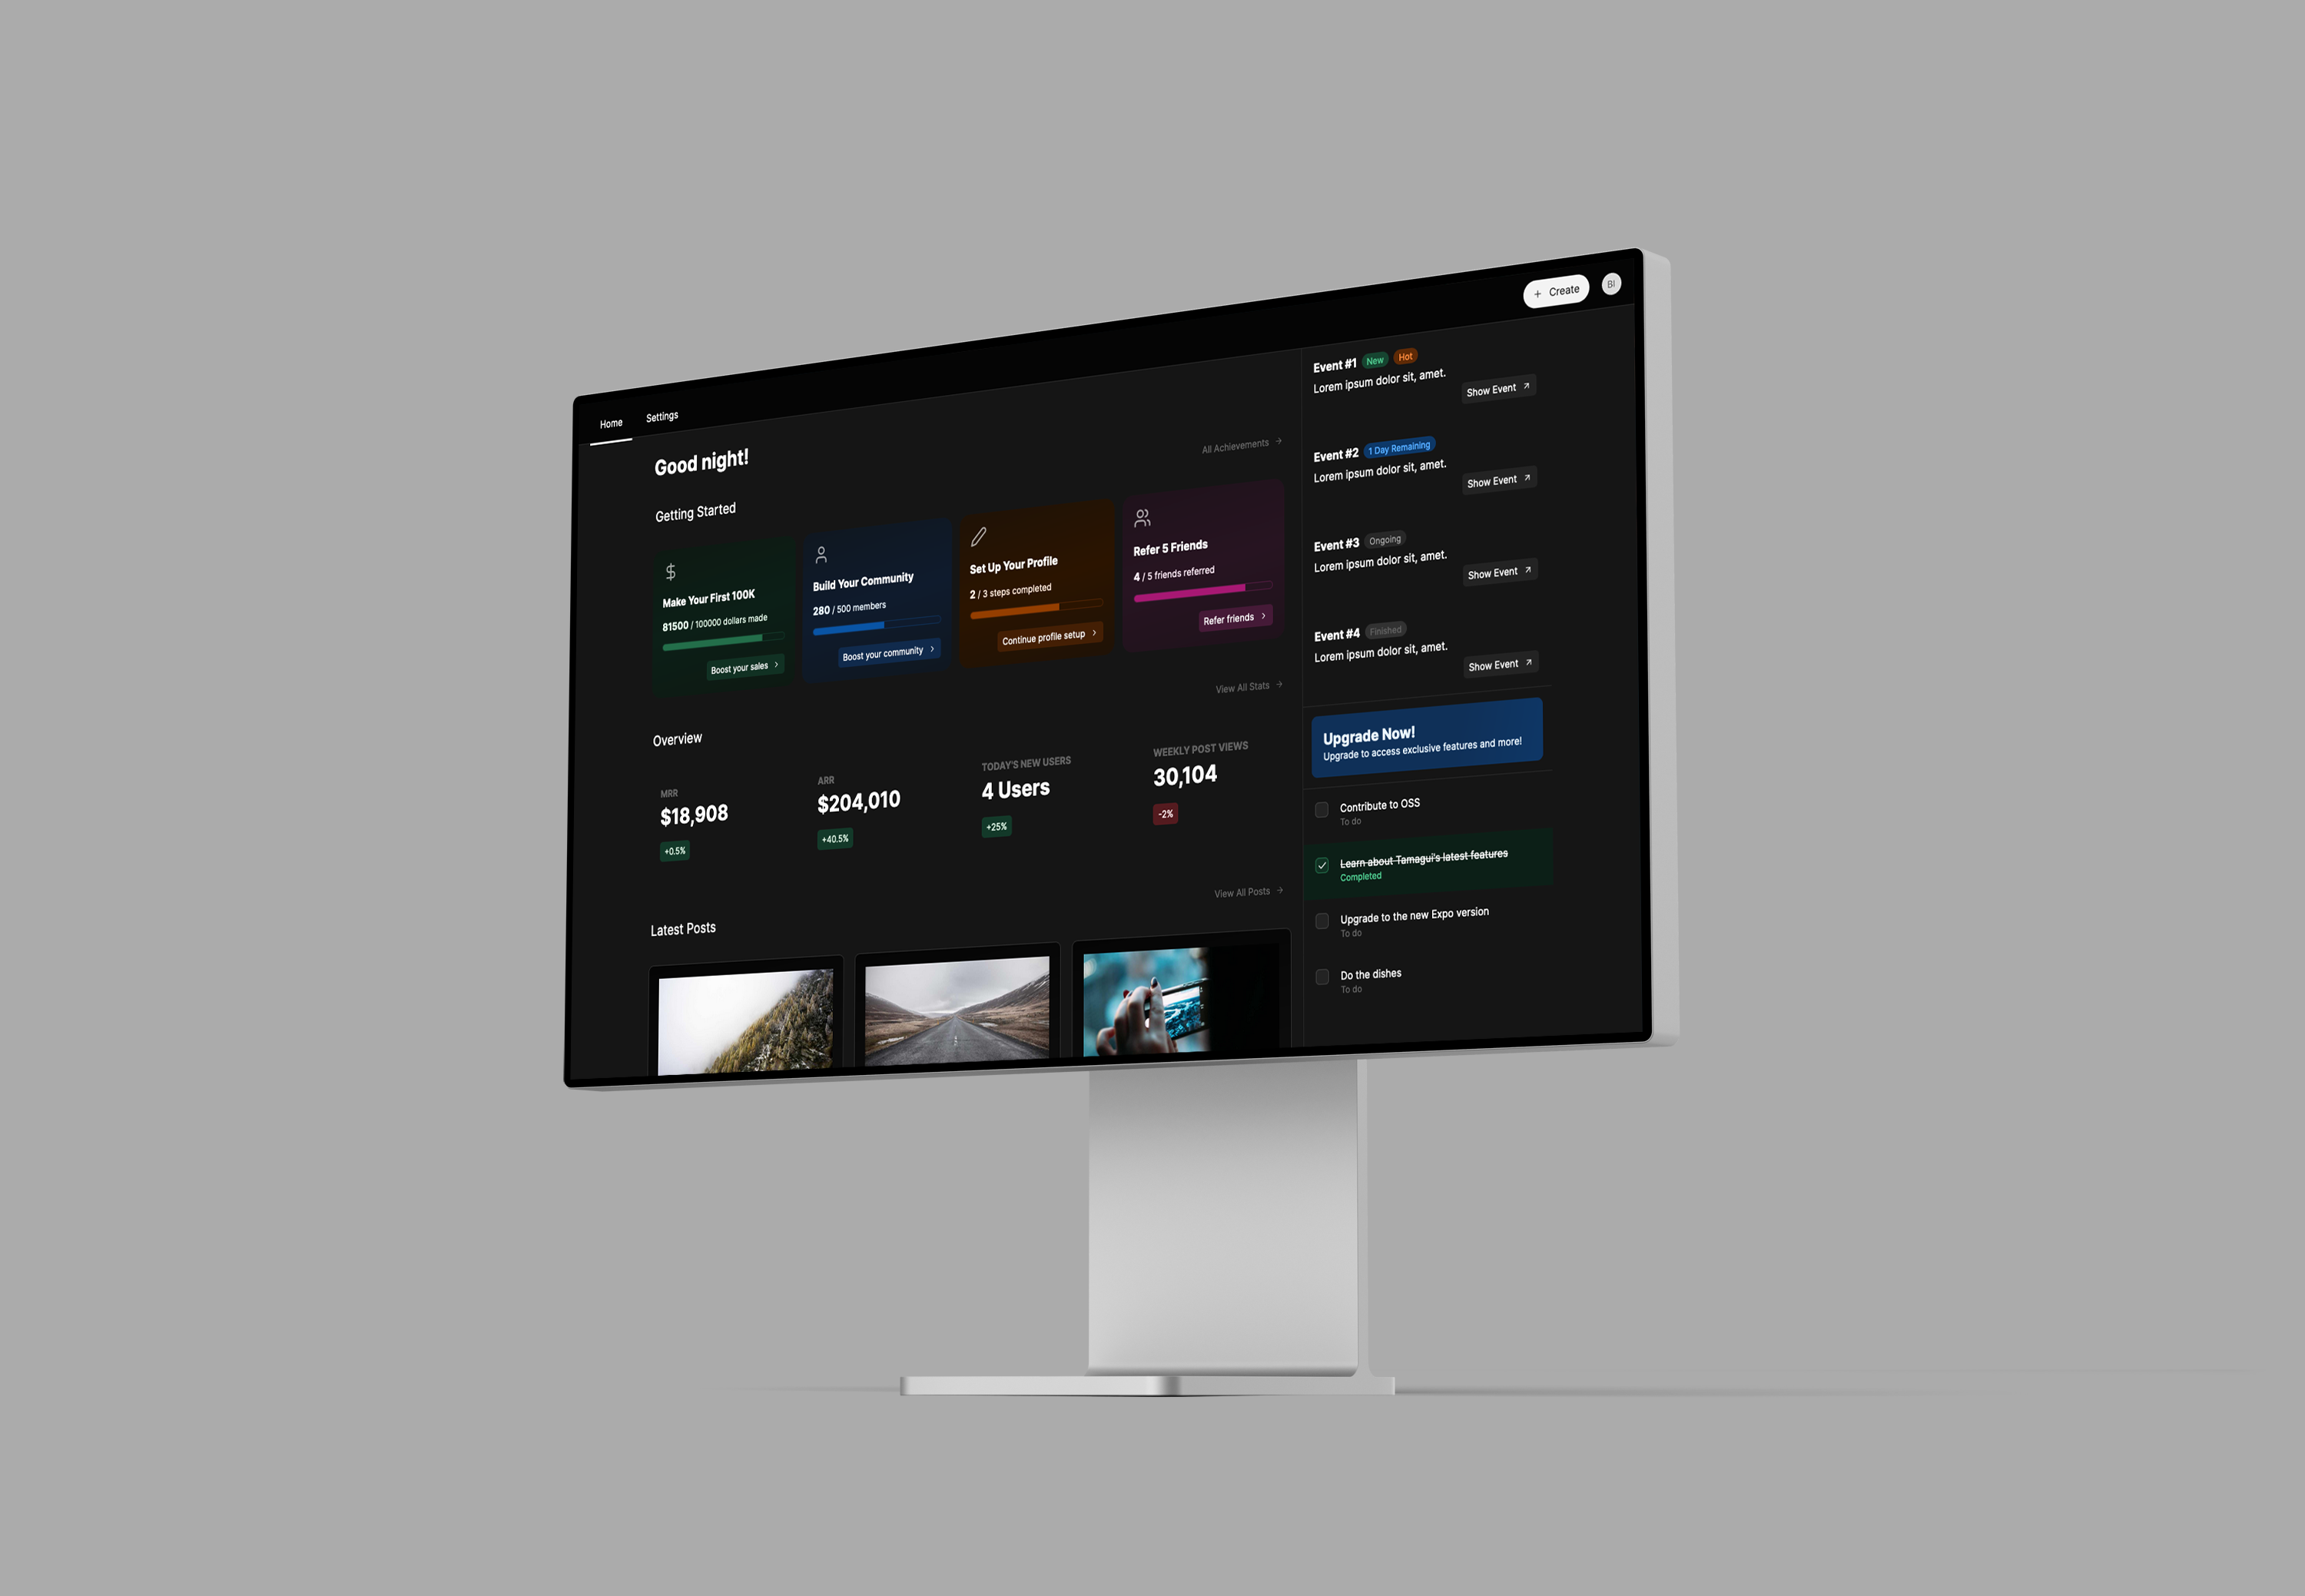 + Create
BI
Home
Settings
Good night!
All Achievements →
Getting Started
Make Your First 100K
81500 / 100000 dollars made
Boost your sales >
Build Your Community
280 / 500 members
Boost your community >
Set Up Your Profile
2 / 3 steps completed
Continue profile setup >
Refer 5 Friends
4 / 5 friends referred
Refer friends >
Overview
View All Stats →
MRR
$18,908
+0.5%
ARR
$204,010
+40.5%
TODAY'S NEW USERS
4 Users
+25%
WEEKLY POST VIEWS
30,104
-2%
Latest Posts
View All Posts →
Event #1 New Hot
Lorem ipsum dolor sit, amet.
Show Event
Event #2 1 Day Remaining
Lorem ipsum dolor sit, amet.
Show Event
Event #3 Ongoing
Lorem ipsum dolor sit, amet.
Show Event
Event #4 Finished
Lorem ipsum dolor sit, amet.
Show Event
Upgrade Now!
Upgrade to access exclusive features and more!
Contribute to OSS
To do
Learn about Tamagui's latest features
Completed
Upgrade to the new Expo version
To do
Do the dishes
To do